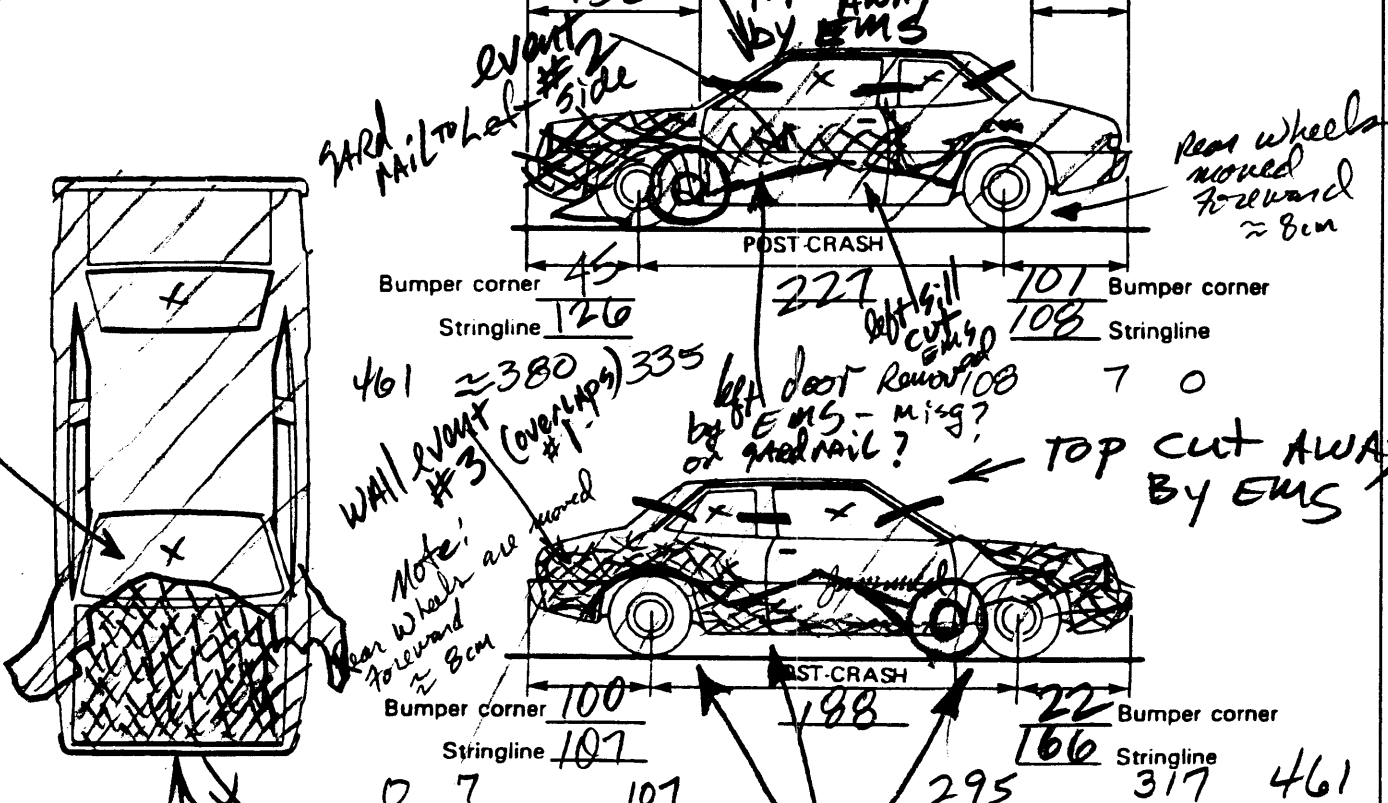 AWAY
by EMS
event
#2
gARd RAIL TO Left side
Rear wheels
moved
Foreward
≈ 8cm
POST-CRASH
Bumper corner 45 227 101 Bumper corner
Stringline 126 108 Stringline
left sill
cut
EMS
461 ≈380 335 108 7 0
left door Removed
by EMS - misg?
or gARdRAIL?
WAll event
#3 (overlAps)
#1
TOP CUt AWA
By EMS
Note:
Rear wheels are moved
Foreward
≈ 8cm
removed
POST-CRASH
Bumper corner 100 188 22 Bumper corner
Stringline 107 166 Stringline
0 7 107 295 317 461